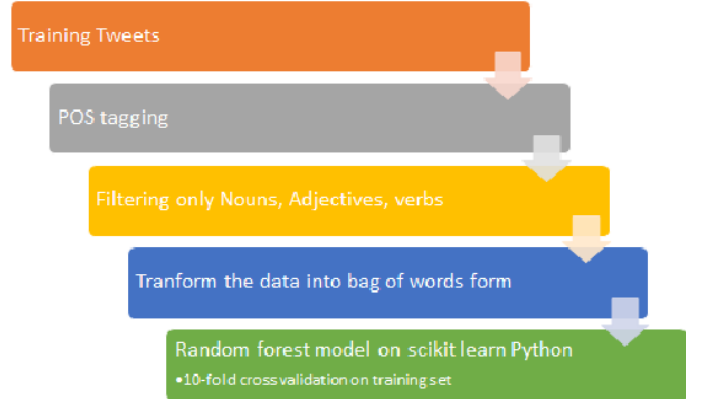 Training Tweets
POS tagging
Filtering only Nouns, Adjectives, verbs
Tranform the data into bag of words form
Random forest model on scikit learn Python
•10-fold cross validation on training set